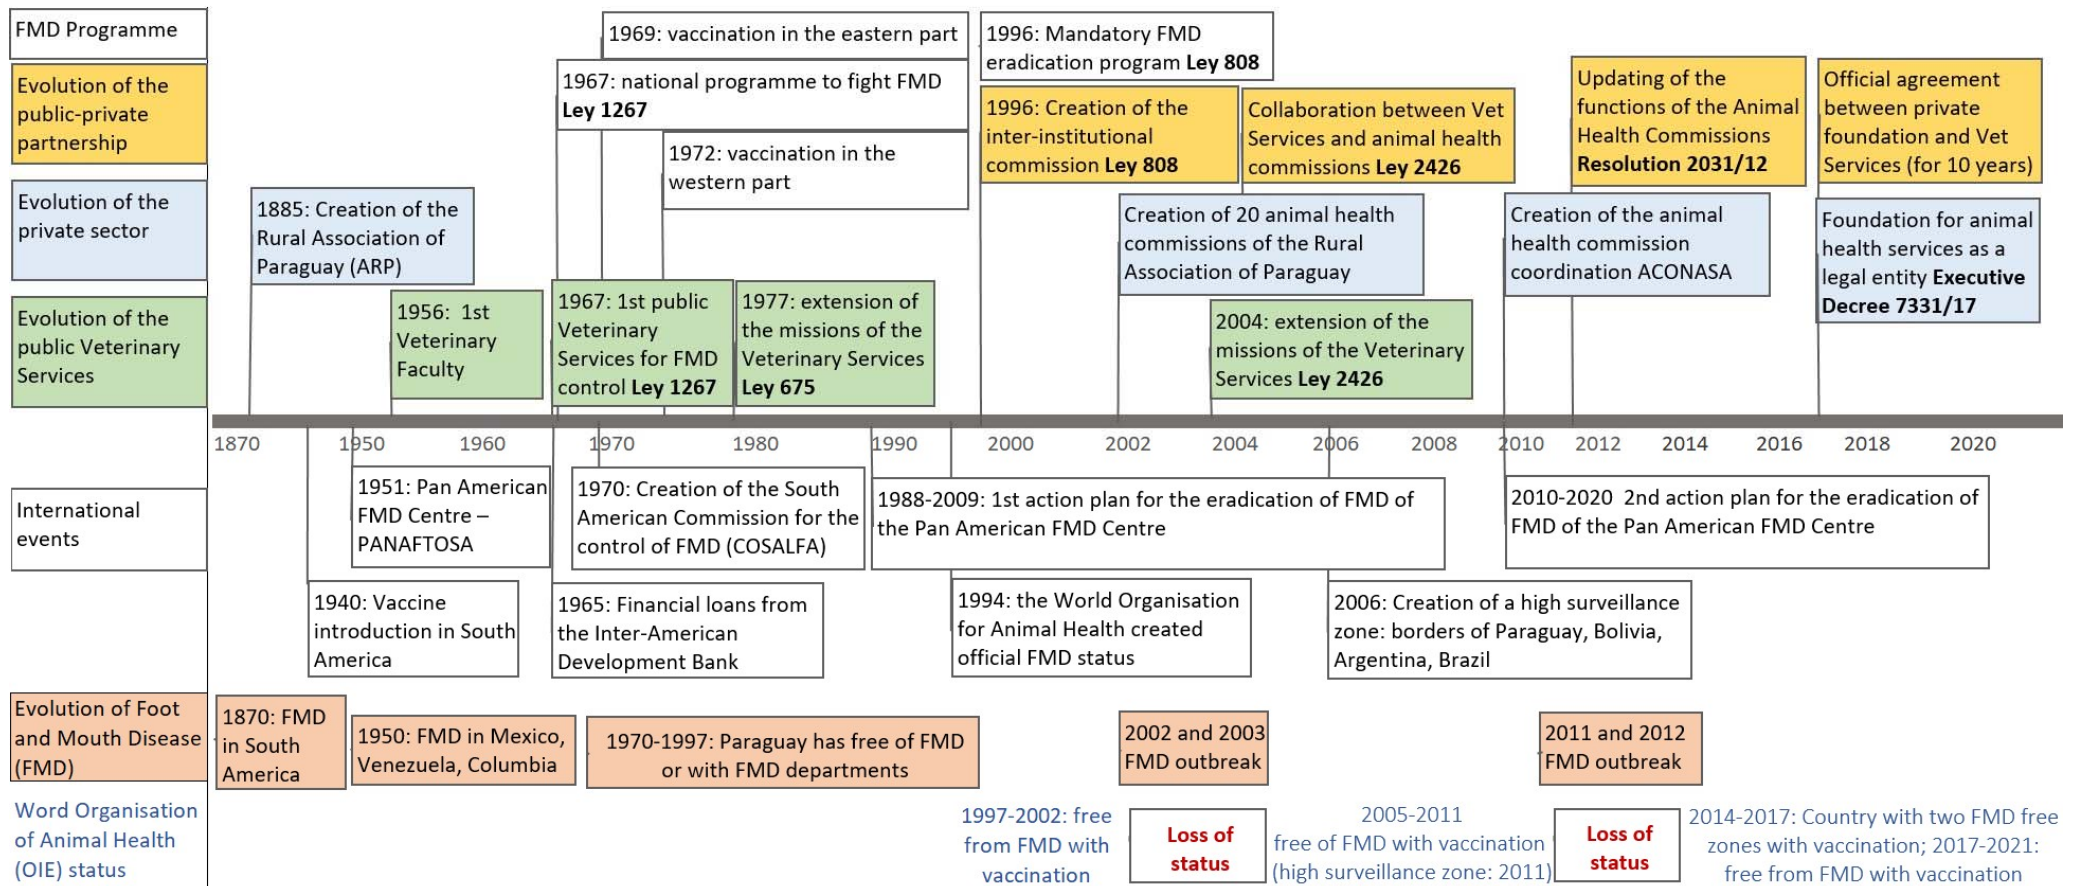 FMD Programme
1969: vaccination in the eastern part
1967: national programme to fight FMD
Ley 1267
1972: vaccination in the
western part
1996: Mandatory FMD
eradication program Ley 808
Evolution of the
public-private
partnership
1996: Creation of the
inter-institutional
commission Ley 808
Collaboration between Vet
Services and animal health
commissions Ley 2426
Updating of the
functions of the Animal
Health Commissions
Resolution 2031/12
Official agreement
between private
foundation and Vet
Services (for 10 years)
Evolution of the
private sector
1885: Creation of the
Rural Association of
Paraguay (ARP)
Creation of 20 animal health
commissions of the Rural
Association of Paraguay
Creation of the animal
health commission
coordination ACONASA
Foundation for animal
health services as a
legal entity Executive
Decree 7331/17
Evolution of the
public Veterinary
Services
1956: 1st
Veterinary
Faculty
1967: 1st public
Veterinary
Services for FMD
control Ley 1267
1977: extension of
the missions of the
Veterinary Services
Ley 675
2004: extension of the
missions of the Veterinary
Services Ley 2426
1870 1950 1960 1970 1980 1990 2000 2002 2004 2006 2008 2010 2012 2014 2016 2018 2020
International
events
1951: Pan American
FMD Centre –
PANAFTOSA
1970: Creation of the South
American Commission for the
control of FMD (COSALFA)
1988-2009: 1st action plan for the eradication of FMD of
the Pan American FMD Centre
2010-2020 2nd action plan for the eradication of
FMD of the Pan American FMD Centre
1940: Vaccine
introduction in South
America
1965: Financial loans from
the Inter-American
Development Bank
1994: the World Organisation
for Animal Health created
official FMD status
2006: Creation of a high surveillance
zone: borders of Paraguay, Bolivia,
Argentina, Brazil
Evolution of Foot
and Mouth Disease
(FMD)
1870: FMD
in South
America
1950: FMD in Mexico,
Venezuela, Columbia
1970-1997: Paraguay has free of FMD
or with FMD departments
2002 and 2003
FMD outbreak
2011 and 2012
FMD outbreak
Word Organisation
of Animal Health
(OIE) status
1997-2002: free
from FMD with
vaccination
Loss of
status
2005-2011
free of FMD with vaccination
(high surveillance zone: 2011)
Loss of
status
2014-2017: Country with two FMD free
zones with vaccination; 2017-2021:
free from FMD with vaccination